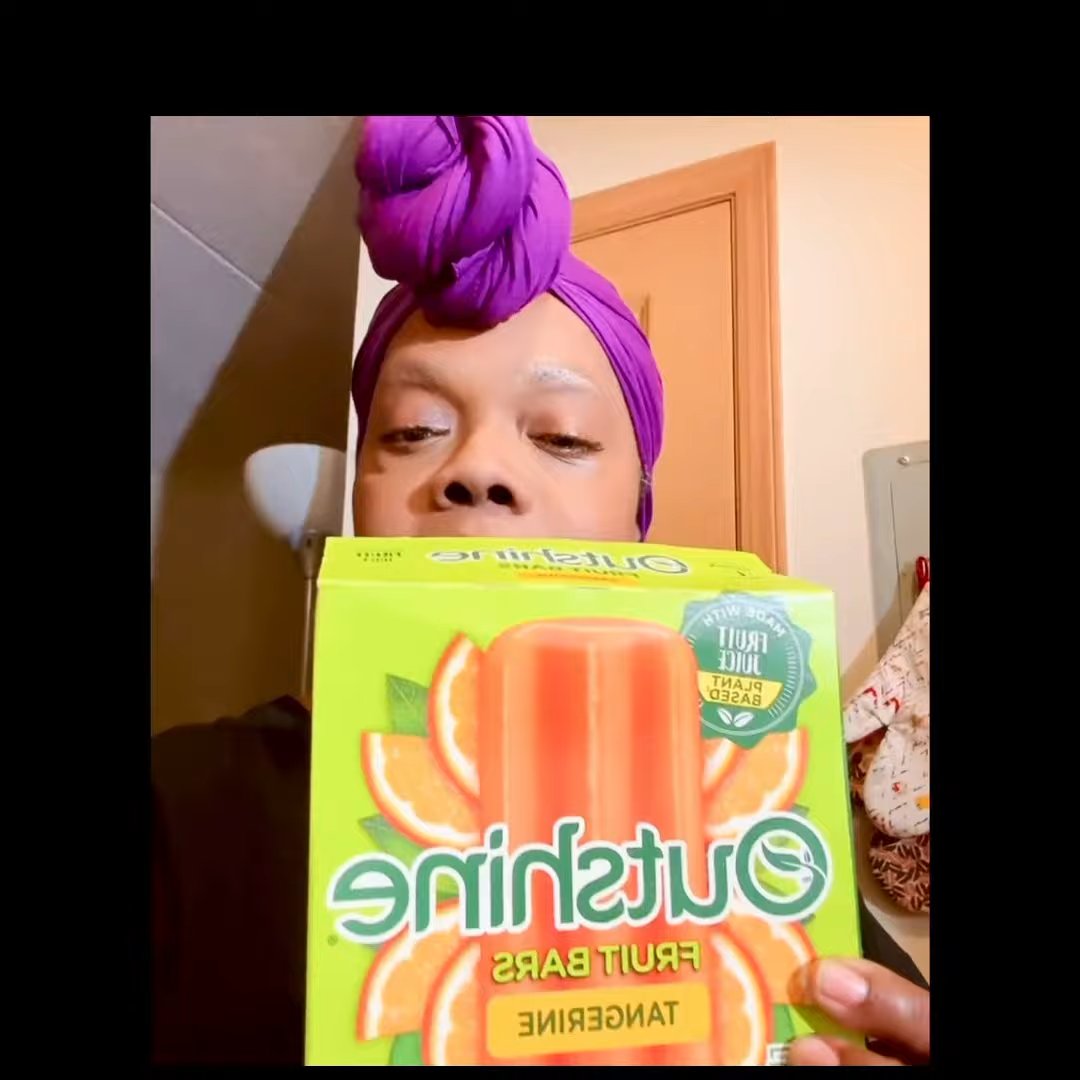 Outshine
FRUIT BARS
MADE WITH
FRUIT
JUICE
PLANT
BASED
Outshine
FRUIT BARS
TANGERINE